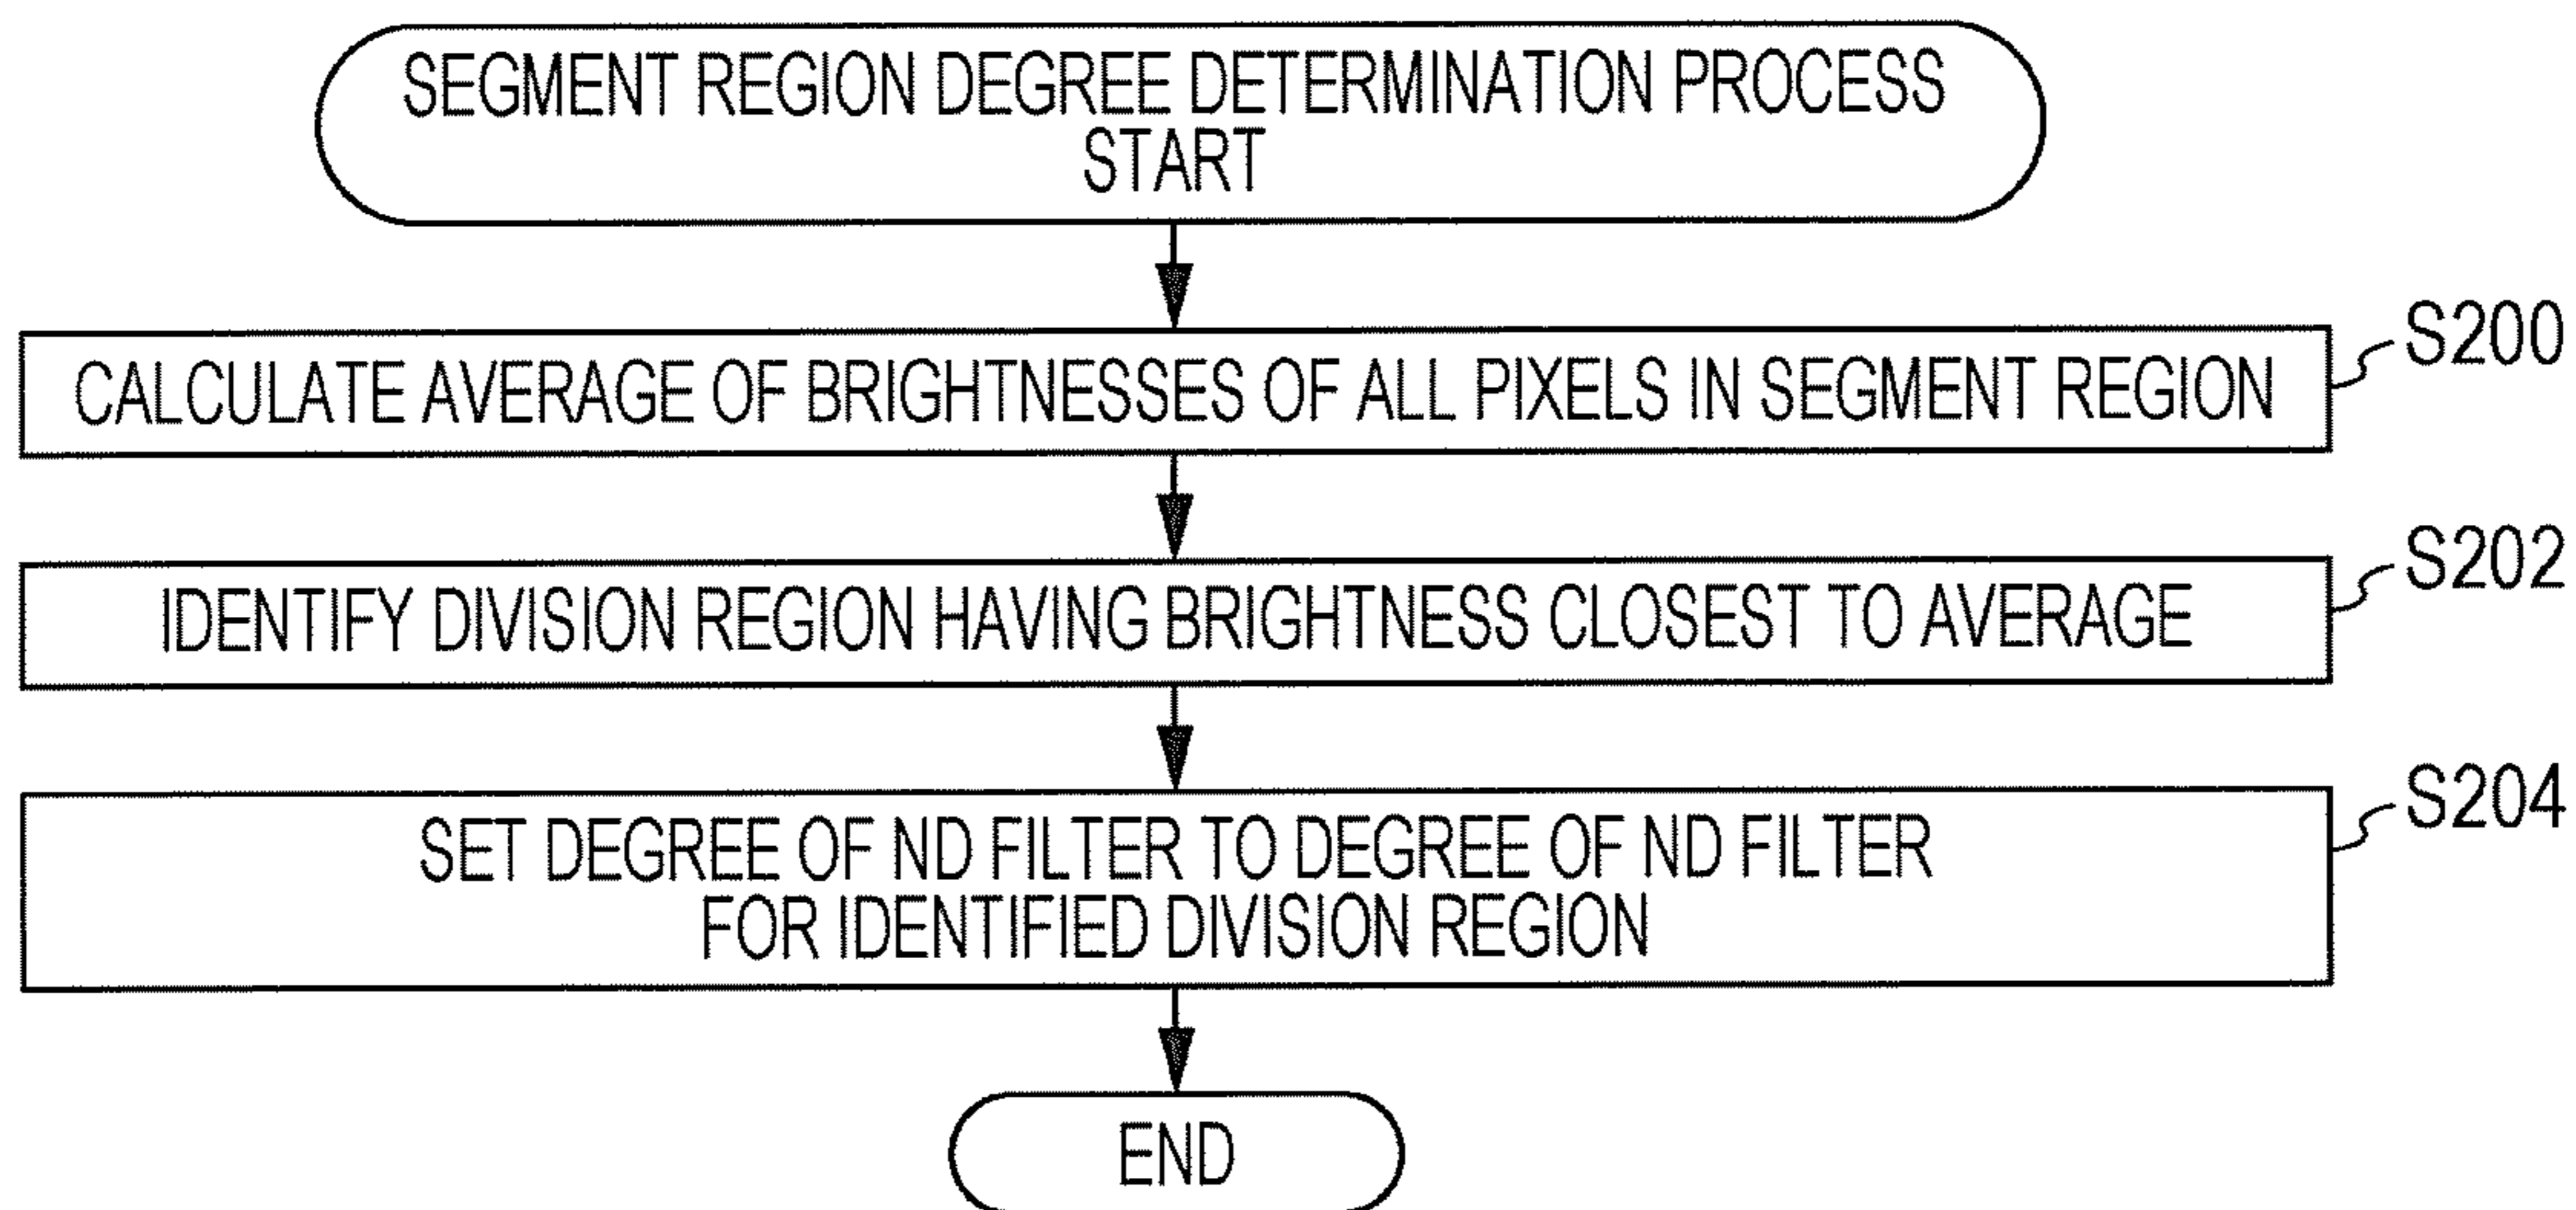 SEGMENT REGION DEGREE DETERMINATION PROCESS
START
CALCULATE AVERAGE OF BRIGHTNESSES OF ALL PIXELS IN SEGMENT REGION
S200
IDENTIFY DIVISION REGION HAVING BRIGHTNESS CLOSEST TO AVERAGE
S202
SET DEGREE OF ND FILTER TO DEGREE OF ND FILTER
FOR IDENTIFIED DIVISION REGION
S204
END